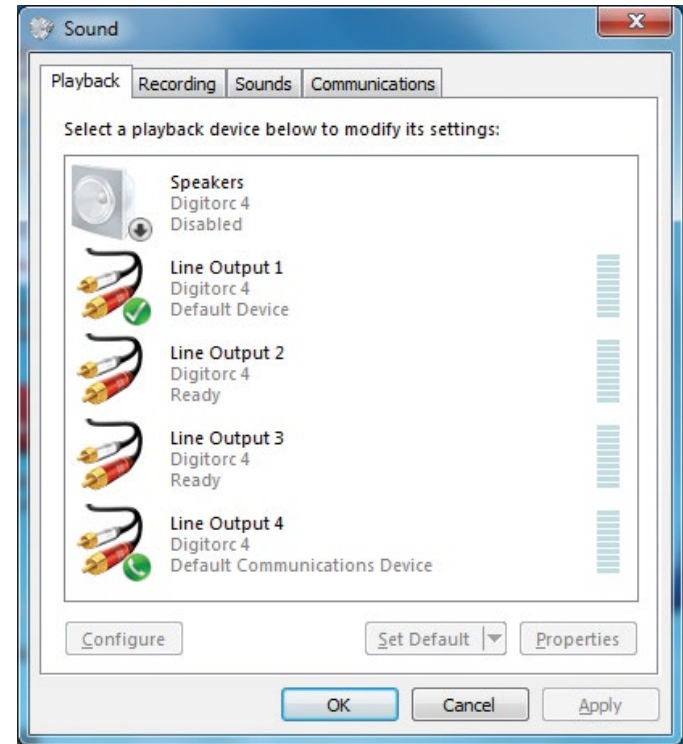 Sound
Playback Recording Sounds Communications
Select a playback device below to modify its settings:
Speakers
Digitorc 4
Disabled
Line Output 1
Digitorc 4
Default Device
Line Output 2
Digitorc 4
Ready
Line Output 3
Digitorc 4
Ready
Line Output 4
Digitorc 4
Default Communications Device
Configure Set Default Properties
OK Cancel Apply